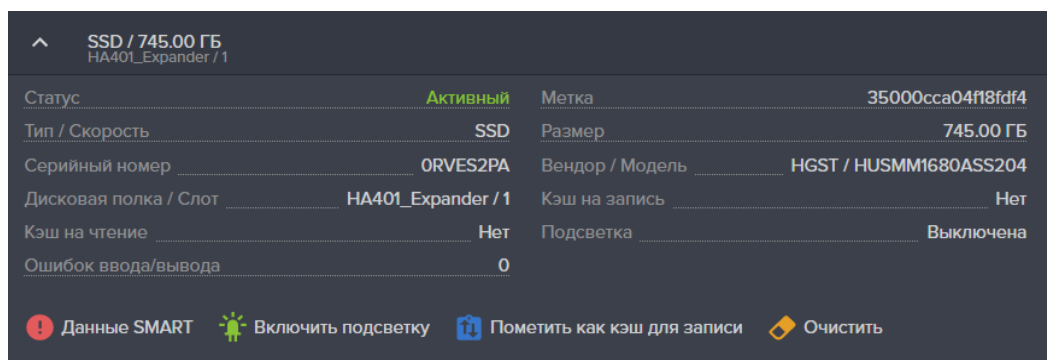 SSD / 745.00 ГБ
HA401_Expander / 1
Статус Активный Метка 35000cca04f18fdf4
Тип / Скорость SSD Размер 745.00 ГБ
Серийный номер 0RVES2PA Вендор / Модель HGST / HUSMM1680ASS204
Дисковая полка / Слот HA401_Expander / 1 Кэш на запись Нет
Кэш на чтение Нет Подсветка Выключена
Ошибок ввода/вывода 0
Данные SMART Включить подсветку Пометить как кэш для записи Очистить